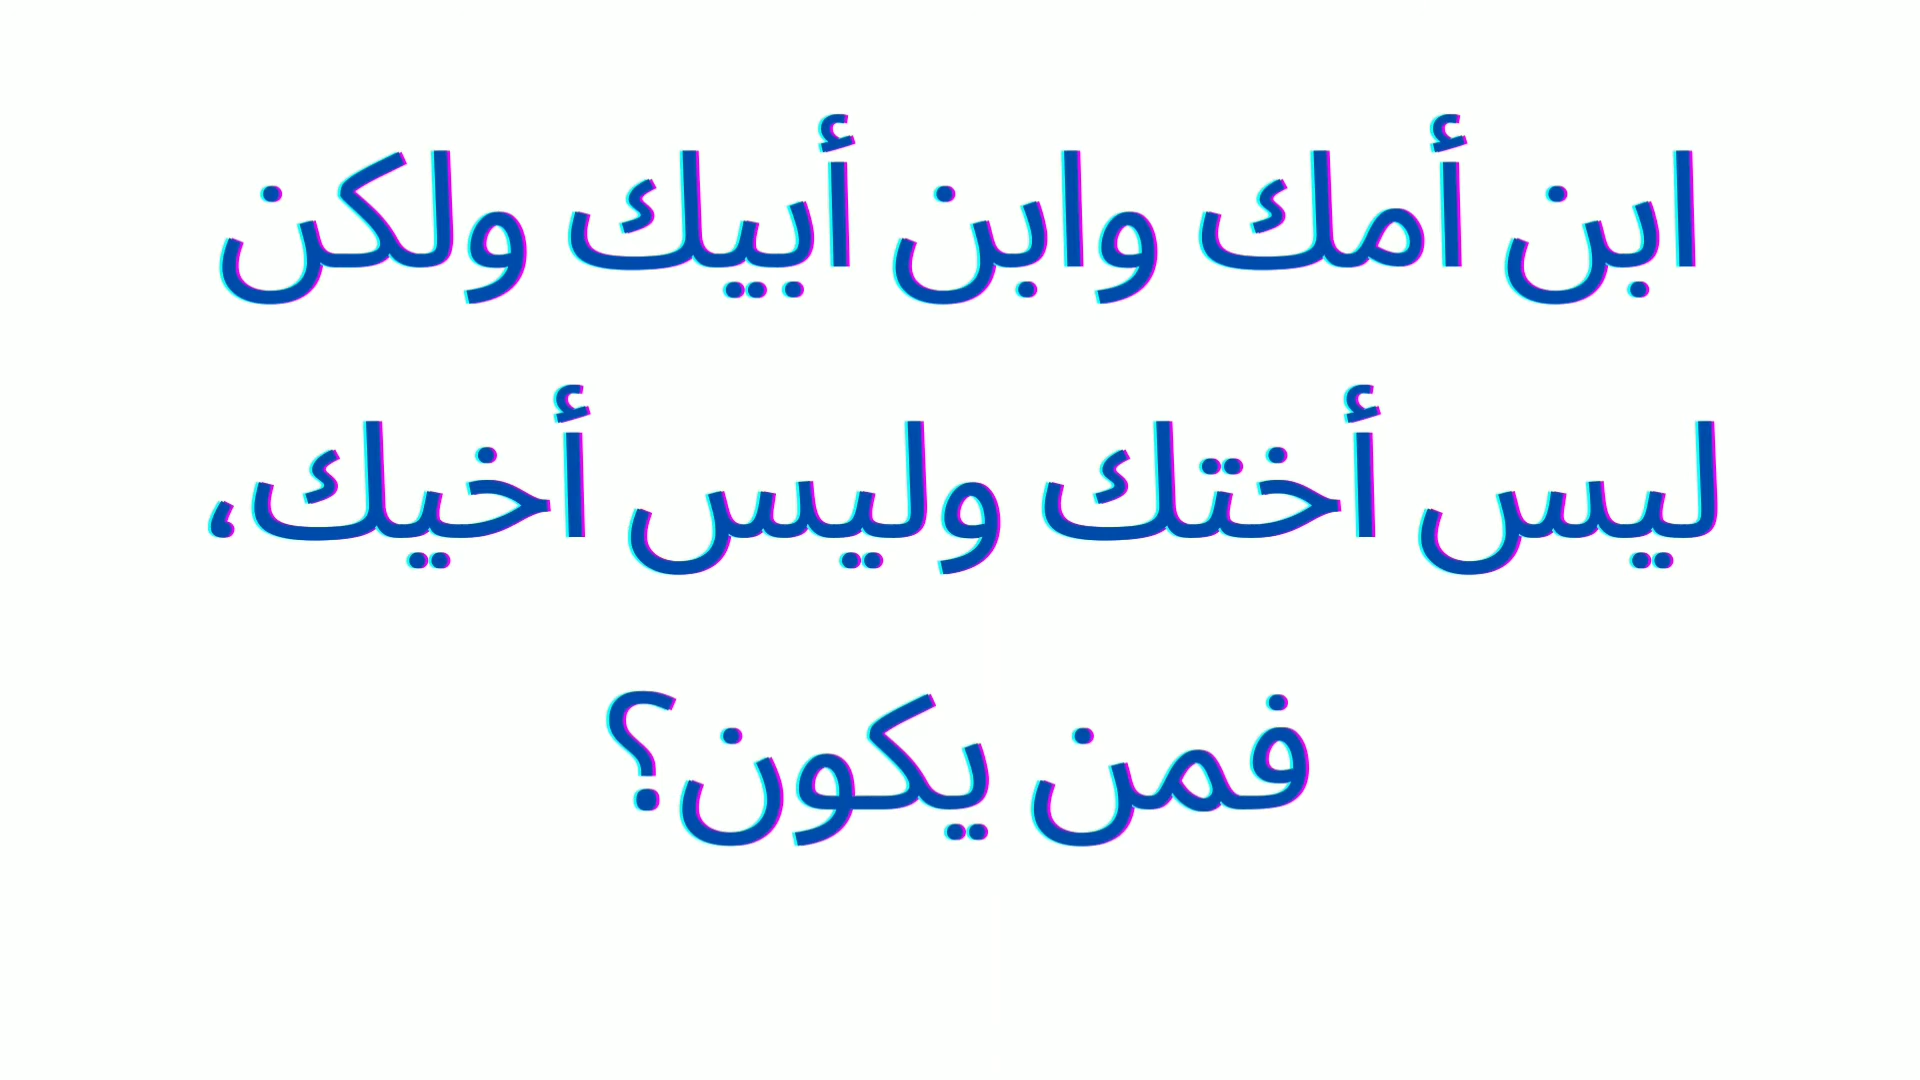 ابن أمك وابن أبيك ولكن
ليس أختك وليس أخيك،
فمن يكون؟